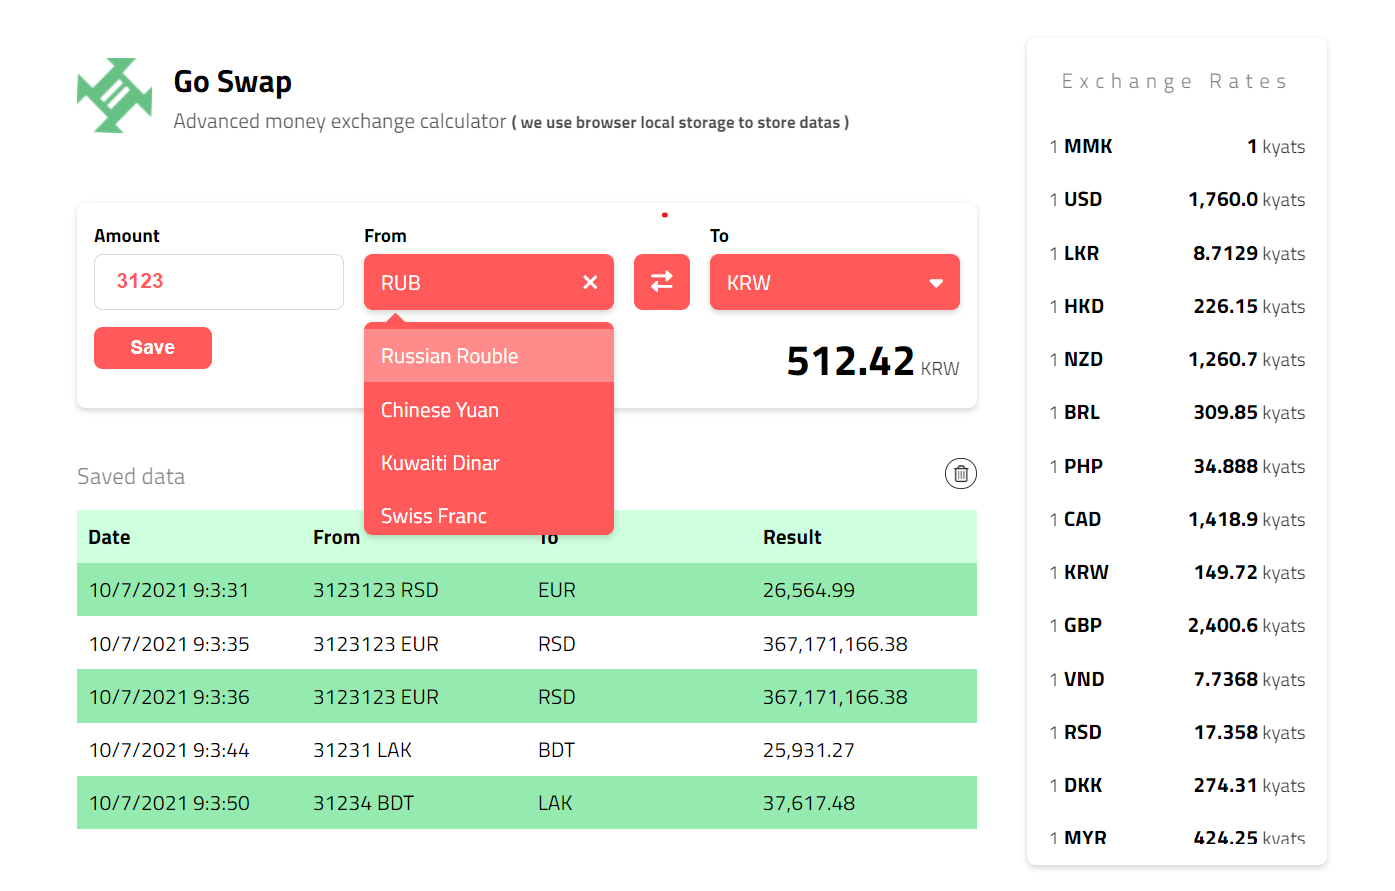 Go Swap
Advanced money exchange calculator ( we use browser local storage to store datas )
Amount
From
To
3123
RUB
KRW
Save
Russian Rouble
Chinese Yuan
Kuwaiti Dinar
Swiss Franc
512.42 KRW
Saved data
Date From To Result
10/7/2021 9:3:31 3123123 RSD EUR 26,564.99
10/7/2021 9:3:35 3123123 EUR RSD 367,171,166.38
10/7/2021 9:3:36 3123123 EUR RSD 367,171,166.38
10/7/2021 9:3:44 31231 LAK BDT 25,931.27
10/7/2021 9:3:50 31234 BDT LAK 37,617.48
Exchange Rates
1 MMK 1 kyats
1 USD 1,760.0 kyats
1 LKR 8.7129 kyats
1 HKD 226.15 kyats
1 NZD 1,260.7 kyats
1 BRL 309.85 kyats
1 PHP 34.888 kyats
1 CAD 1,418.9 kyats
1 KRW 149.72 kyats
1 GBP 2,400.6 kyats
1 VND 7.7368 kyats
1 RSD 17.358 kyats
1 DKK 274.31 kyats
1 MYR 424.25 kyats